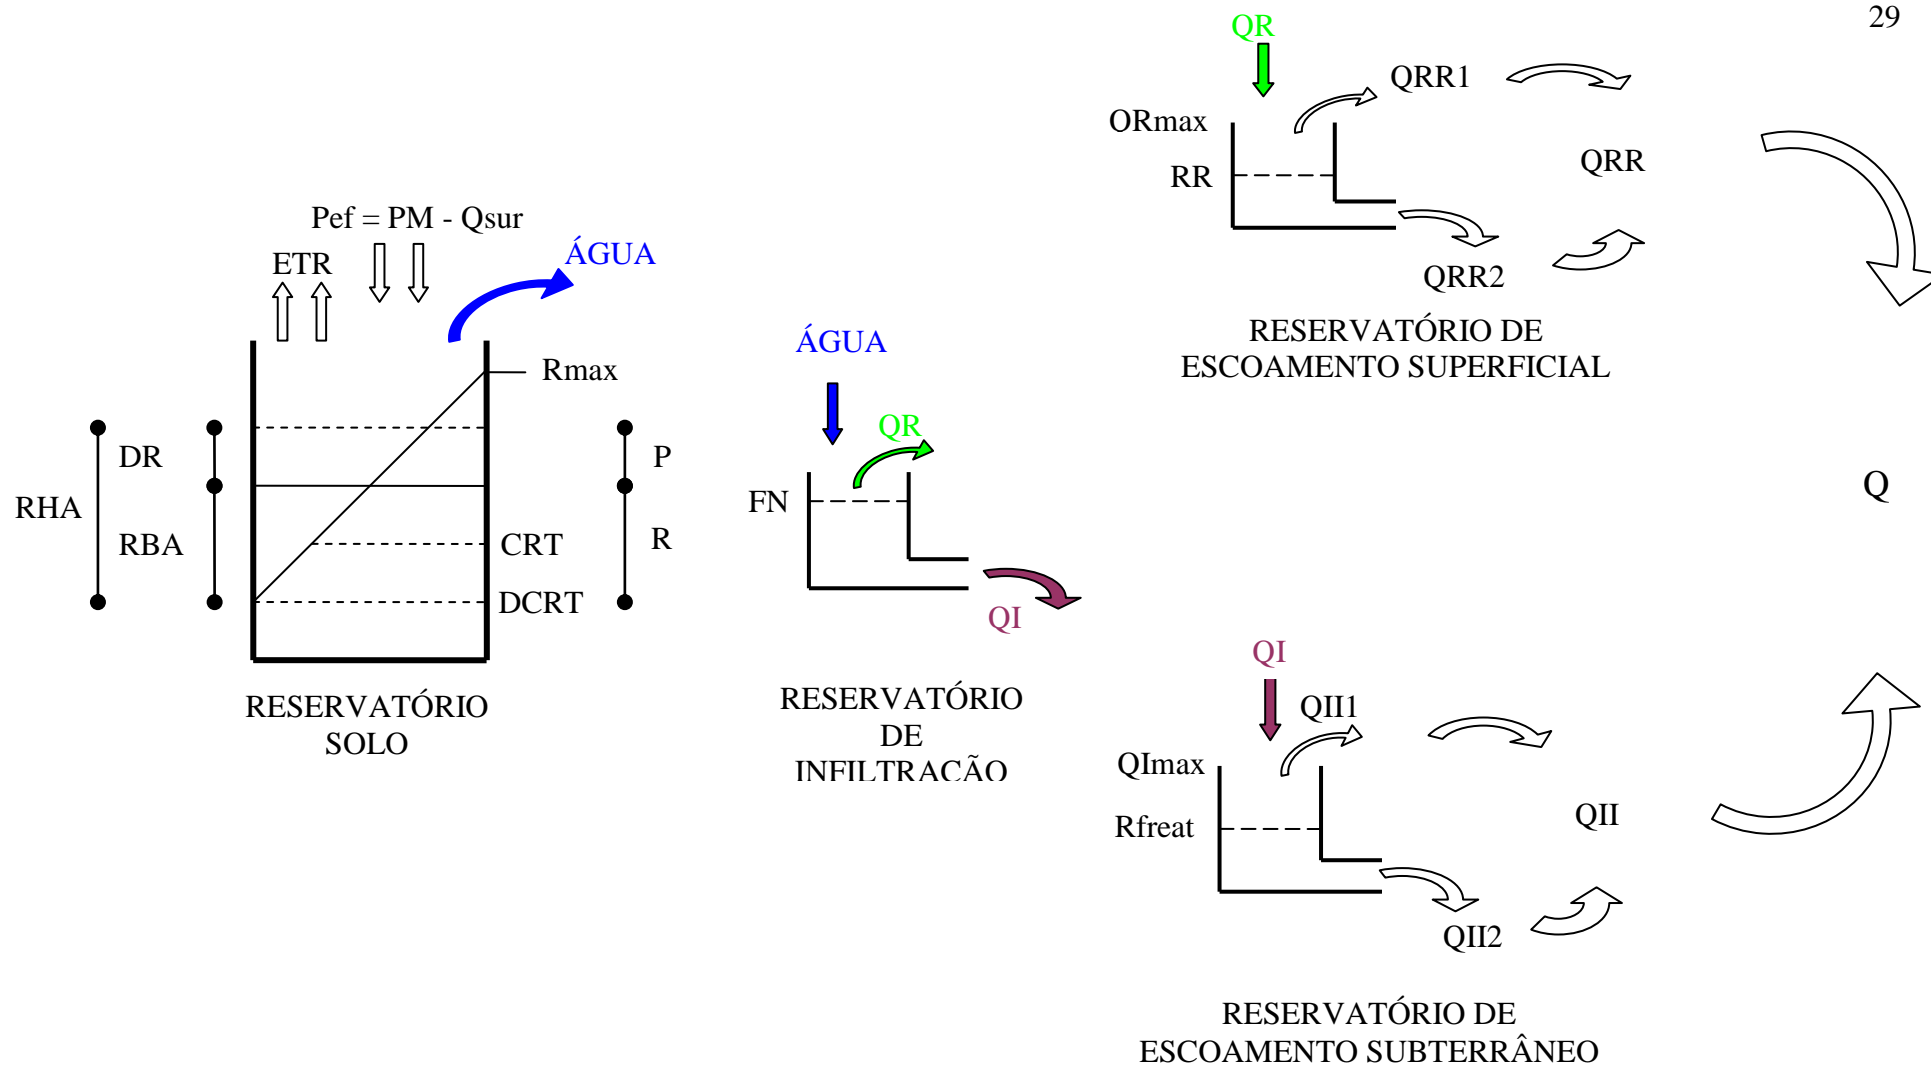 29
Pef = PM - Qsur
ETR
ÁGUA
Rmax
DR
RHA
RBA
P
R
CRT
DCRT
RESERVATÓRIO
SOLO
ÁGUA
QR
FN
QI
RESERVATÓRIO
DE
INFILTRAÇÃO
QR
QRR1
ORmax
RR
QRR
QRR2
RESERVATÓRIO DE
ESCOAMENTO SUPERFICIAL
Q
QI
QII1
QImax
Rfreat
QII
QII2
RESERVATÓRIO DE
ESCOAMENTO SUBTERRÂNEO